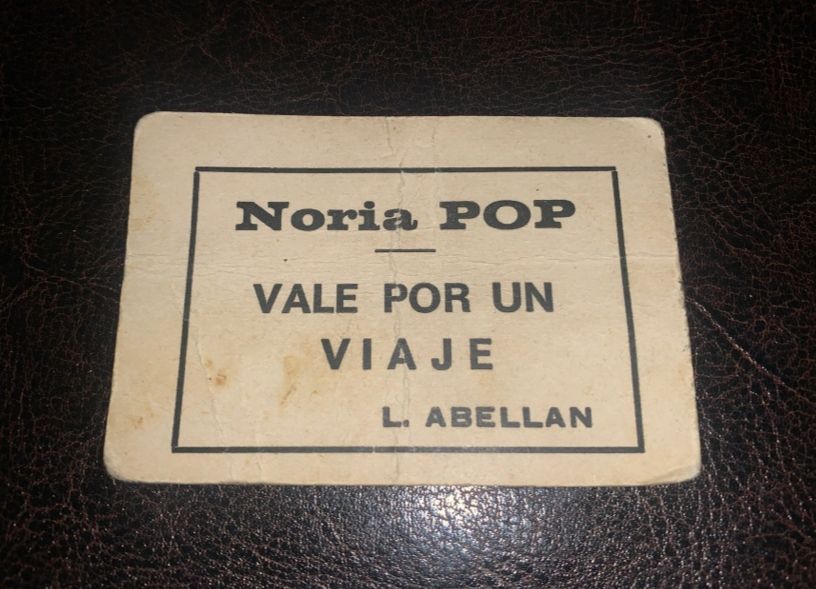 Noria POP
VALE POR UN
VIAJE
L. ABELLAN